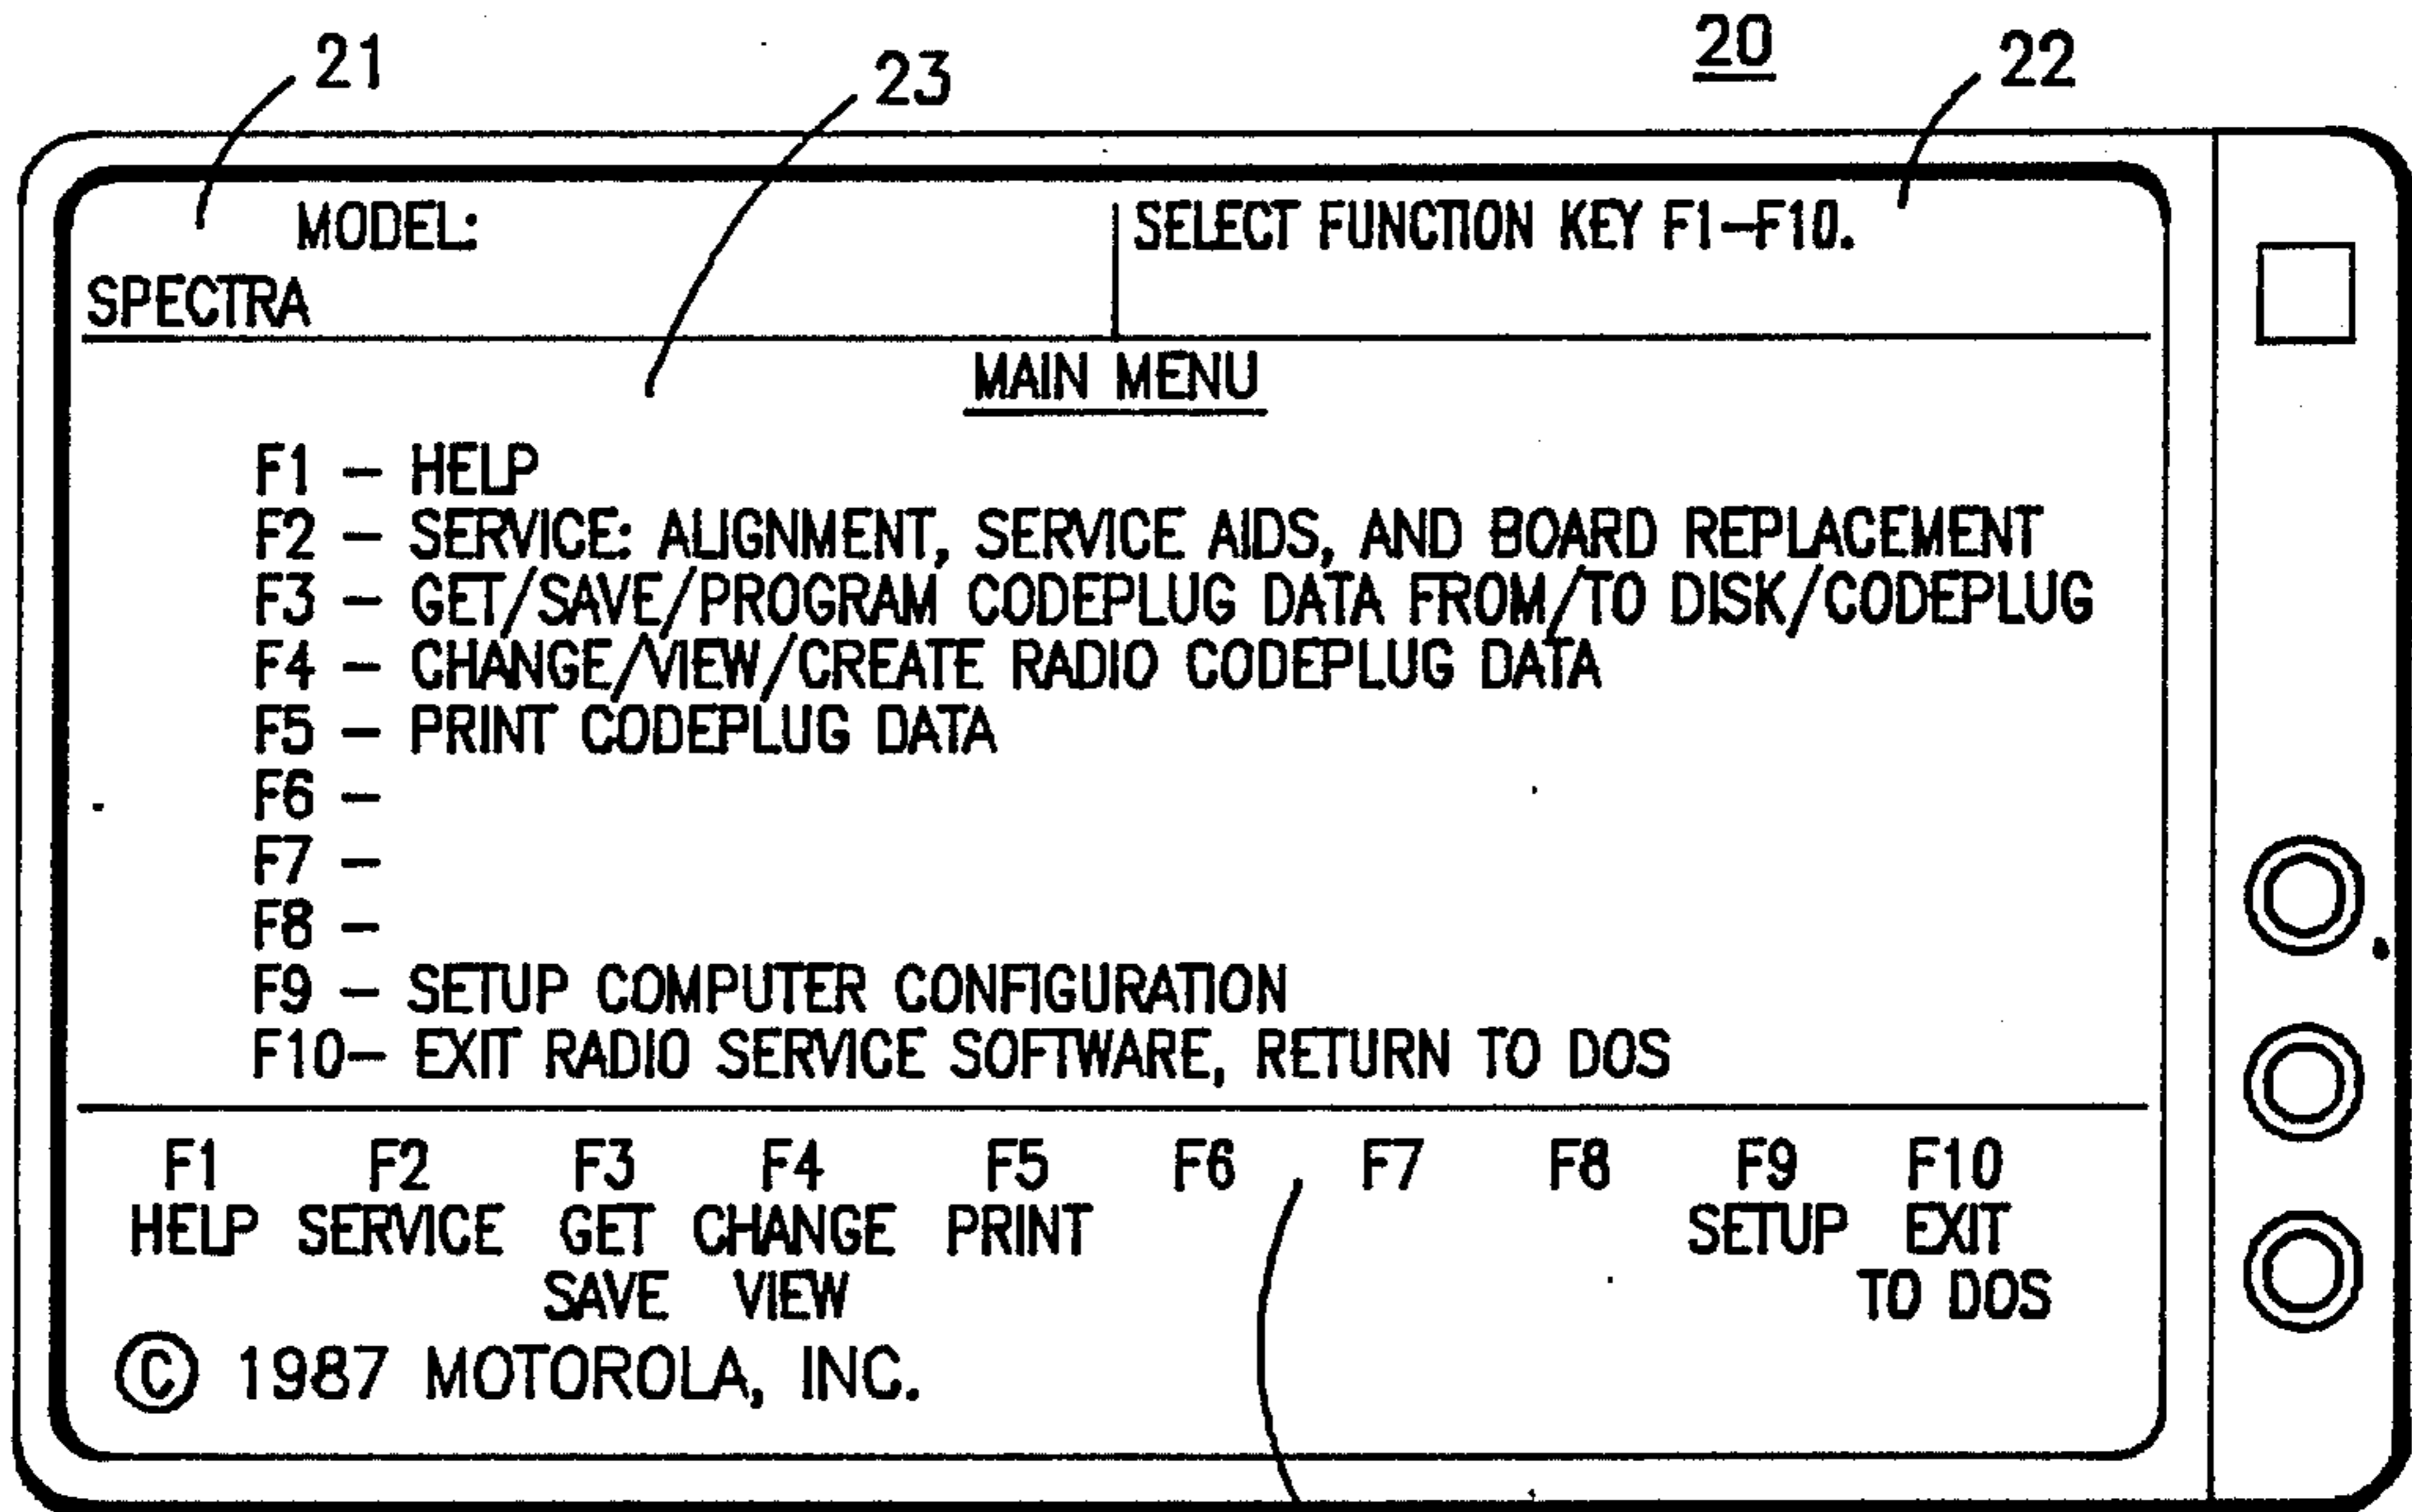 21 23 20 22
MODEL: SELECT FUNCTION KEY F1-F10.
SPECTRA
MAIN MENU
F1 - HELP
F2 - SERVICE: ALIGNMENT, SERVICE AIDS, AND BOARD REPLACEMENT
F3 - GET/SAVE/PROGRAM CODEPLUG DATA FROM/TO DISK/CODEPLUG
F4 - CHANGE/VIEW/CREATE RADIO CODEPLUG DATA
F5 - PRINT CODEPLUG DATA
F6 -
F7 -
F8 -
F9 - SETUP COMPUTER CONFIGURATION
F10- EXIT RADIO SERVICE SOFTWARE, RETURN TO DOS
F1 F2 F3 F4 F5 F6 F7 F8 F9 F10
HELP SERVICE GET CHANGE PRINT SETUP EXIT
SAVE VIEW TO DOS
© 1987 MOTOROLA, INC.